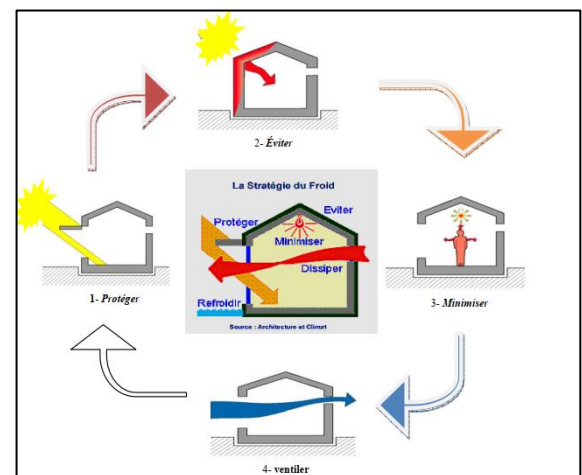 2- Éviter
La Stratégie du Froid
Eviter
Protéger
Minimiser
Dissiper
Refroidir
Source : Architecture et Climat
1- Protéger
3- Minimiser
4- ventiler